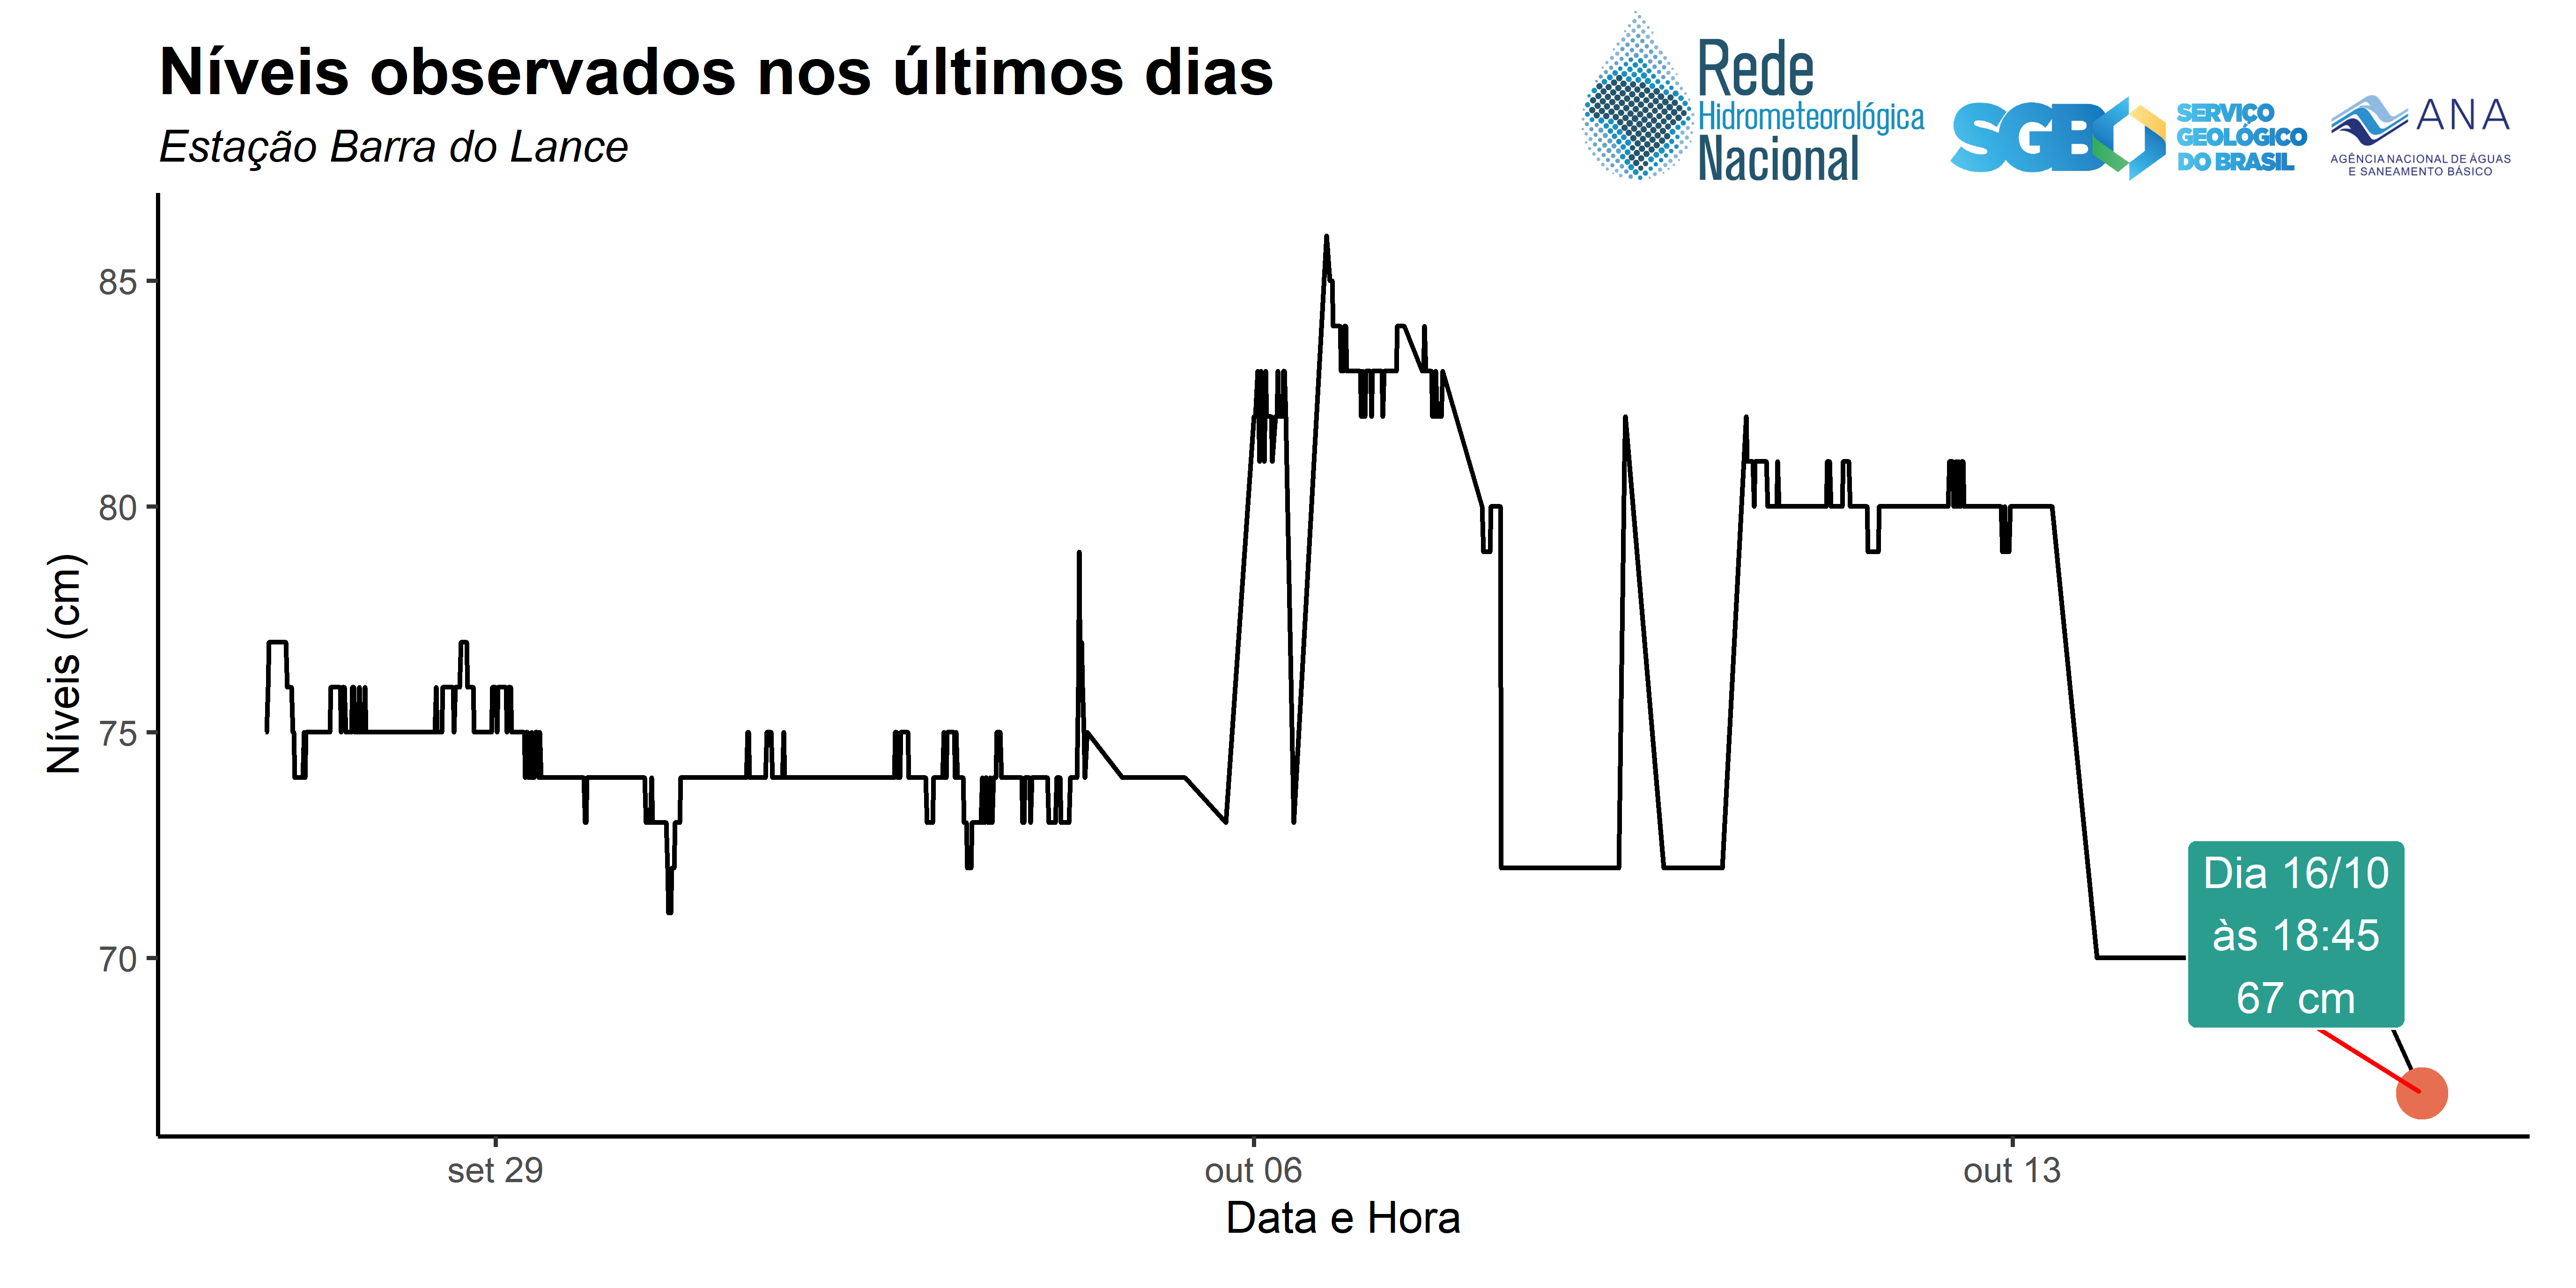 Níveis observados nos últimos dias
Estação Barra do Lance
Rede
Hidrometeorológica
Nacional
SGB
SERVIÇO
GEOLÓGICO
DO BRASIL
ANA
AGÊNCIA NACIONAL DE ÁGUAS
E SANEAMENTO BÁSICO
Níveis (cm)
85
80
75
70
Dia 16/10
às 18:45
67 cm
set 29
out 06
out 13
Data e Hora